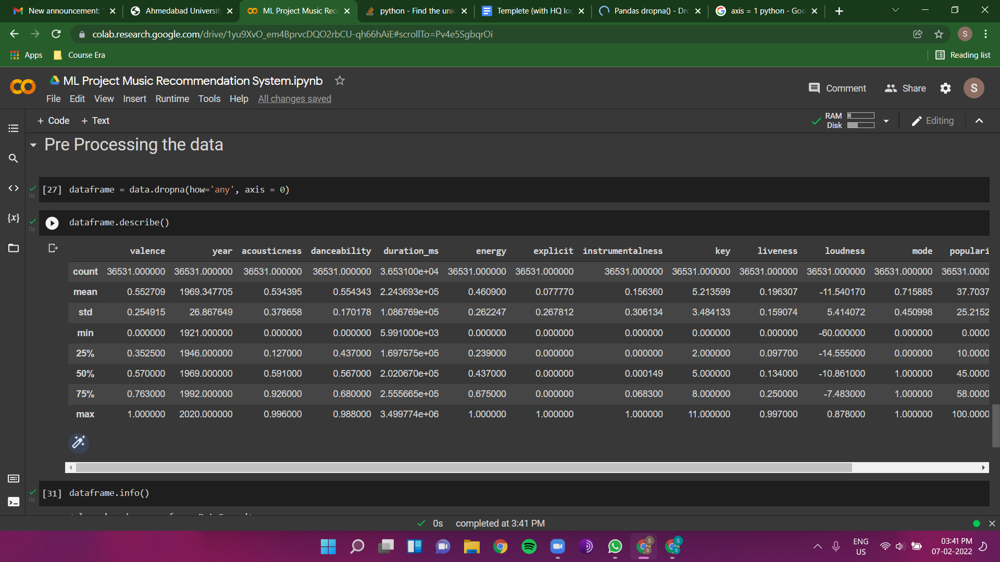 New announcement: "
Ahmedabad University
ML Project Music Rec
python - Find the uni
Templete (with HQ lo
Pandas dropna() - Dr
axis = 1 python - Goo
colab.research.google.com/drive/1yu9XvO_em4BprvcDQO2rbCU-qh66hAiE#scrollTo=Pv4e5SgbqrOi
S
Apps
Course Era
Reading list
ML Project Music Recommendation System.ipynb
Comment
Share
S
File Edit View Insert Runtime Tools Help All changes saved
+ Code + Text
RAM
Disk
Editing
Pre Processing the data
[27] dataframe = data.dropna(how='any', axis = 0)
0s
dataframe.describe()
0s
{x}
valence year acousticness danceability duration_ms energy explicit instrumentalness key liveness loudness mode populari
count 36531.000000 36531.000000 36531.000000 36531.000000 3.653100e+04 36531.000000 36531.000000 36531.000000 36531.000000 36531.000000 36531.000000 36531.000000 36531.0000
mean 0.552709 1969.347705 0.534395 0.554343 2.243693e+05 0.460900 0.077770 0.156360 5.213599 0.196307 -11.540170 0.715885 37.7037
std 0.254915 26.867649 0.378658 0.170178 1.086769e+05 0.262247 0.267812 0.306134 3.484133 0.159074 5.414072 0.450998 25.2152
min 0.000000 1921.000000 0.000000 0.000000 5.991000e+03 0.000000 0.000000 0.000000 0.000000 0.000000 -60.000000 0.000000 0.0000
25% 0.352500 1946.000000 0.127000 0.437000 1.697575e+05 0.239000 0.000000 0.000000 2.000000 0.097700 -14.555000 0.000000 10.0000
50% 0.570000 1969.000000 0.591000 0.567000 2.020670e+05 0.437000 0.000000 0.000149 5.000000 0.134000 -10.861000 1.000000 45.0000
75% 0.763000 1992.000000 0.926000 0.680000 2.555665e+05 0.675000 0.000000 0.068300 8.000000 0.250000 -7.483000 1.000000 58.0000
max 1.000000 2020.000000 0.996000 0.988000 3.499774e+06 1.000000 1.000000 1.000000 11.000000 0.997000 0.878000 1.000000 100.0000
[31] dataframe.info()
0s
0s completed at 3:41 PM
ENG
US
03:41 PM
07-02-2022